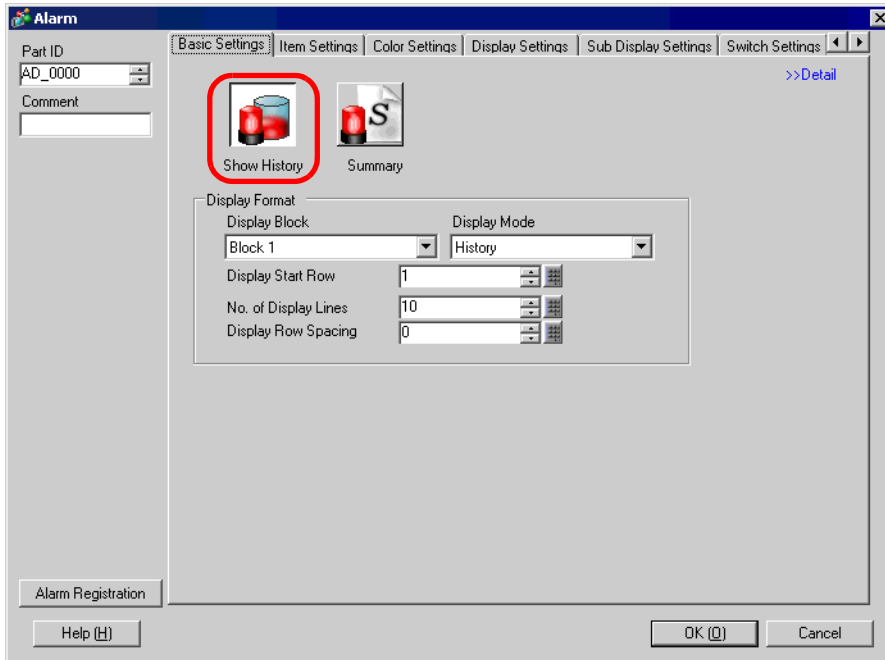 Alarm
Part ID
AD_0000
Comment
Alarm Registration
Help (H)
Basic Settings
Item Settings
Color Settings
Display Settings
Sub Display Settings
Switch Settings
>>Detail
Show History
S
Summary
Display Format
Display Block
Display Mode
Block 1
History
Display Start Row
1
No. of Display Lines
10
Display Row Spacing
0
OK (O)
Cancel